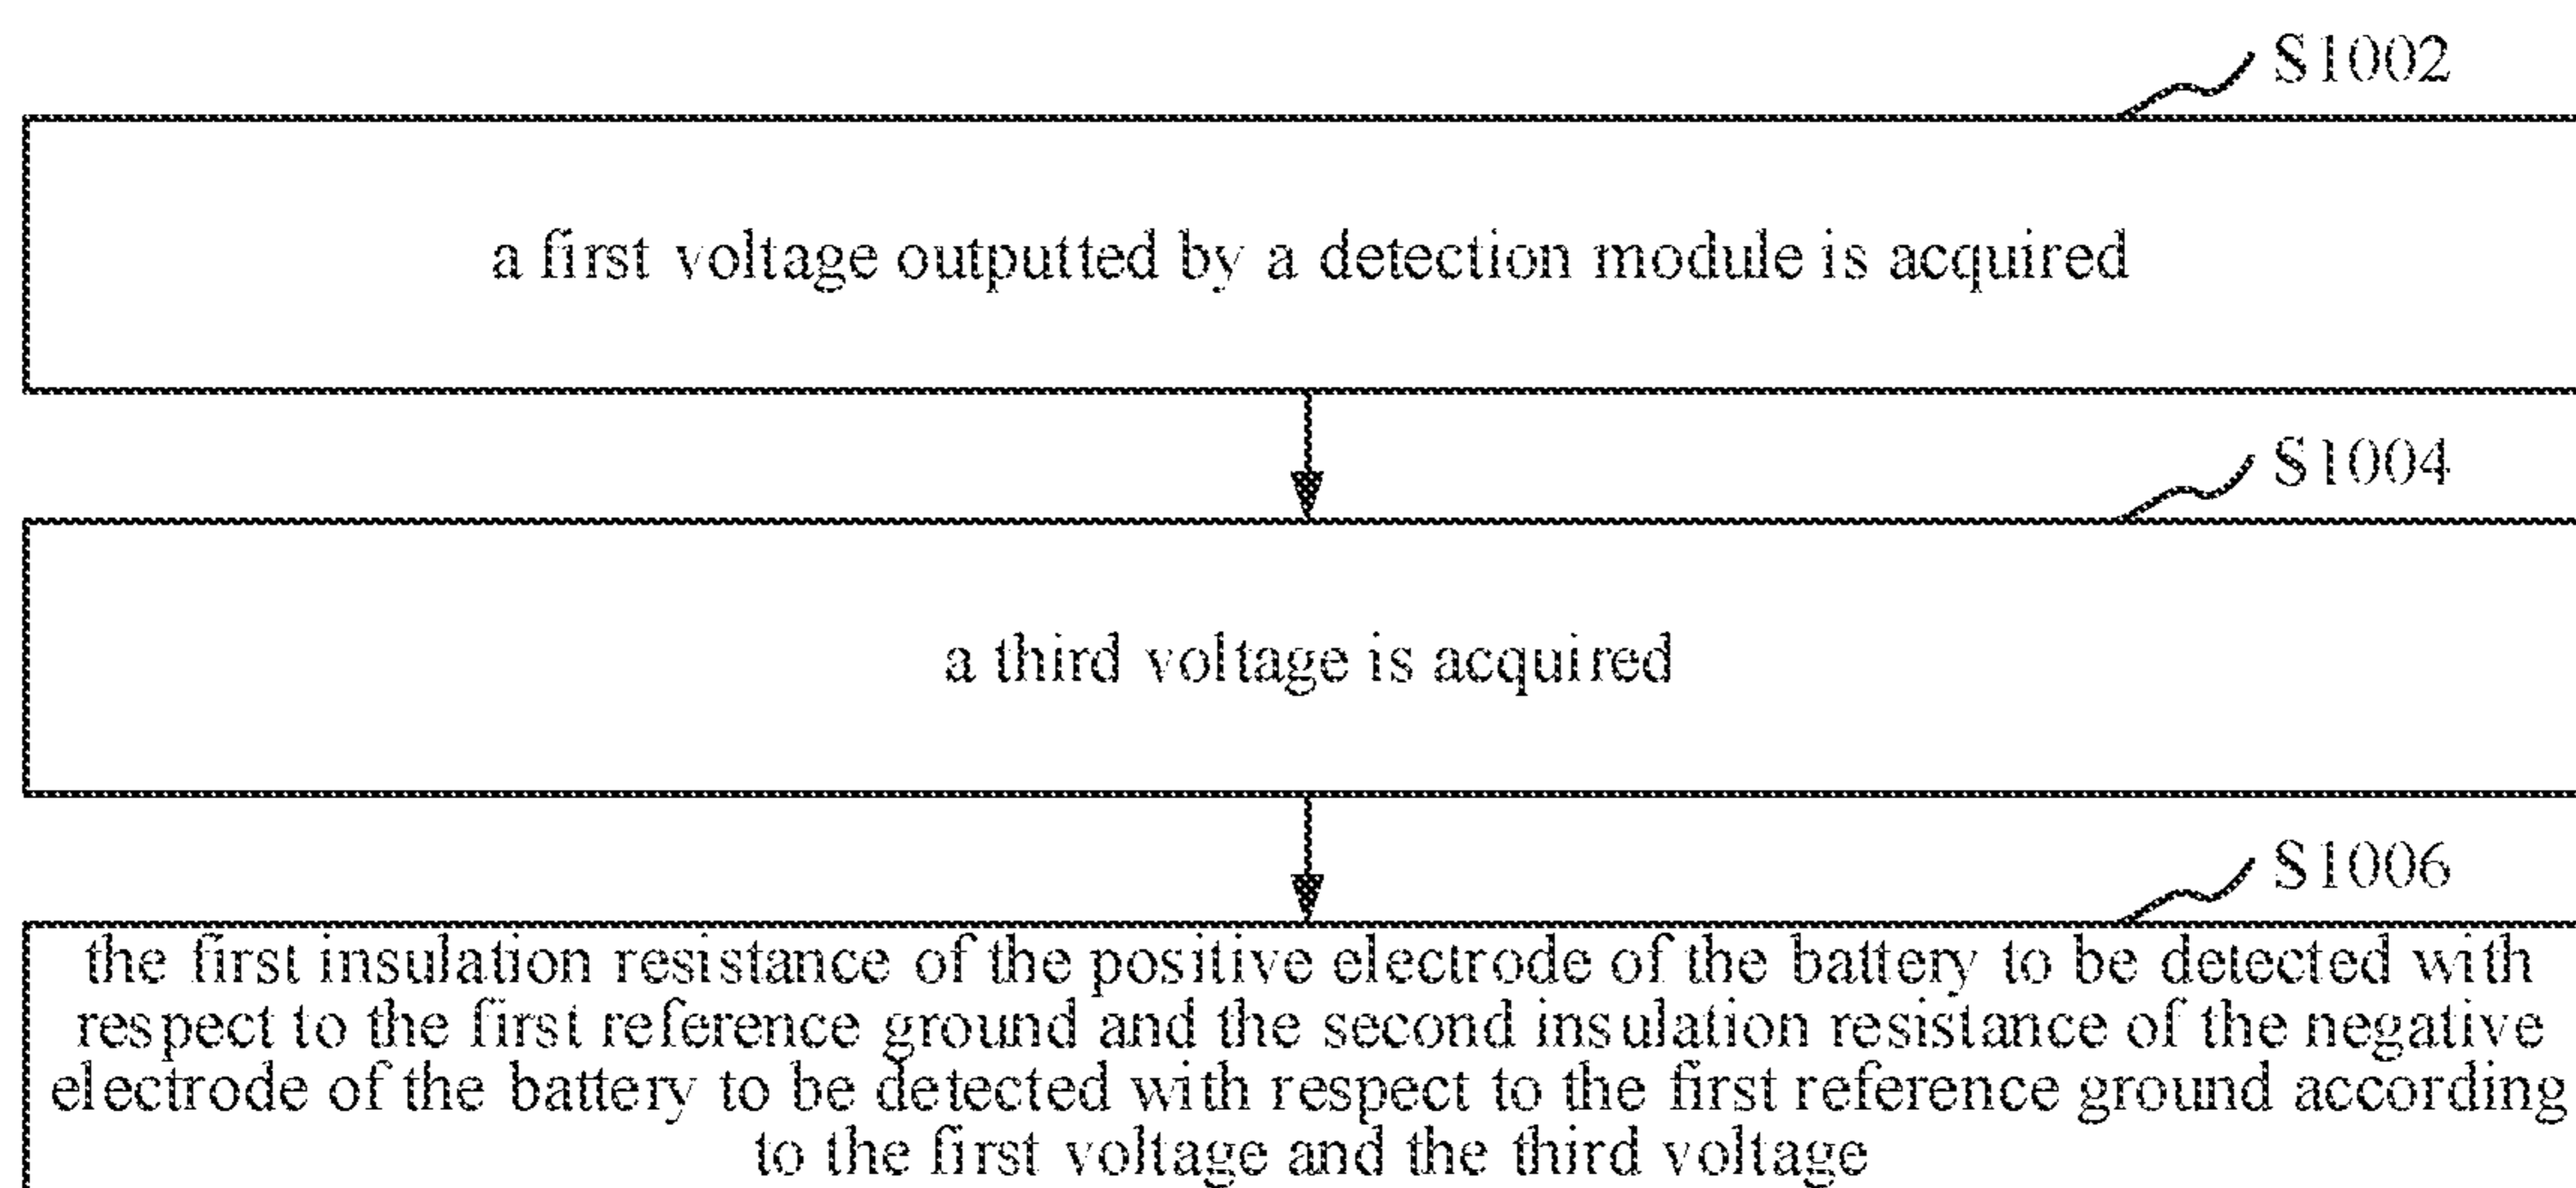 S1002
a first voltage outputted by a detection module is acquired
S1004
a third voltage is acquired
S1006
the first insulation resistance of the positive electrode of the battery to be detected with
respect to the first reference ground and the second insulation resistance of the negative
electrode of the battery to be detected with respect to the first reference ground according
to the first voltage and the third voltage